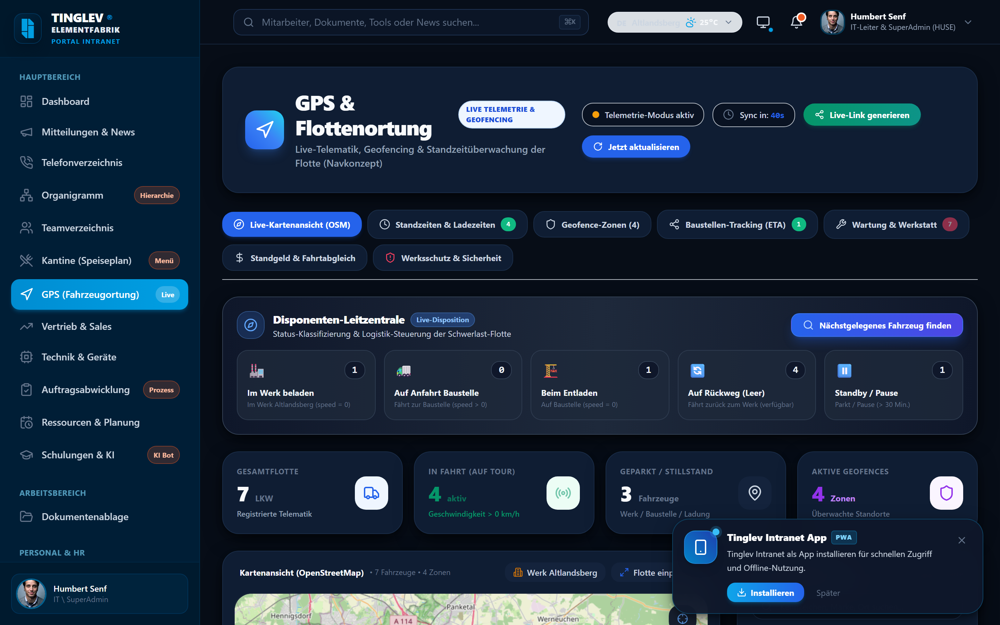 TINGLEV ®
ELEMENTFABRIK
PORTAL INTRANET
HAUPTBEREICH
Dashboard
Mitteilungen & News
Telefonverzeichnis
Organigramm Hierarchie
Teamverzeichnis
Kantine (Speiseplan) Menü
GPS (Fahrzeugortung) Live
Vertrieb & Sales
Technik & Geräte
Auftragsabwicklung Prozess
Ressourcen & Planung
Schulungen & KI KI Bot
ARBEITSBEREICH
Dokumentenablage
PERSONAL & HR
Humbert Senf
IT \ SuperAdmin
Mitarbeiter, Dokumente, Tools oder News suchen... ⌘K
DE Altlandsberg 25°C
Humbert Senf
IT-Leiter & SuperAdmin (HUSE)
GPS &
Flottenortung
LIVE TELEMETRIE &
GEOFENCING
Live-Telematik, Geofencing & Standzeitüberwachung der
Flotte (Navkonzept)
Telemetrie-Modus aktiv Sync in: 40s Live-Link generieren
Jetzt aktualisieren
Live-Kartenansicht (OSM) Standzeiten & Ladezeiten 4 Geofence-Zonen (4) Baustellen-Tracking (ETA) 1 Wartung & Werkstatt 7
Standgeld & Fahrtabgleich Werksschutz & Sicherheit
Disponenten-Leitzentrale Live-Disposition
Status-Klassifizierung & Logistik-Steuerung der Schwerlast-Flotte
Nächstgelegenes Fahrzeug finden
1
Im Werk beladen
Im Werk Altlandsberg (speed = 0)
0
Auf Anfahrt Baustelle
Fährt zur Baustelle (speed > 0)
1
Beim Entladen
Auf Baustelle (speed = 0)
4
Auf Rückweg (Leer)
Fährt zurück zum Werk (verfügbar)
1
Standby / Pause
Parkt / Pause (> 30 Min.)
GESAMTFLOTTE
7 LKW
Registrierte Telematik
IN FAHRT (AUF TOUR)
4 aktiv
Geschwindigkeit > 0 km/h
GEPARKT / STILLSTAND
3 Fahrzeuge
Werk / Baustelle / Ladung
AKTIVE GEOFENCES
4 Zonen
Überwachte Standorte
Kartenansicht (OpenStreetMap) • 7 Fahrzeuge • 4 Zonen
Werk Altlandsberg
Flotte einp
Panketal
Hennigsdorf
A 114
Werneuchen
Tinglev Intranet App PWA
Tinglev Intranet als App installieren für schnellen Zugriff
und Offline-Nutzung.
Installieren Später